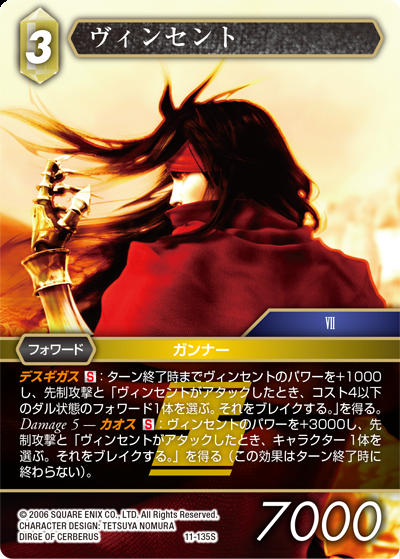 3
ヴィンセント
VII
フォワード
ガンナー
デスギガス S：ターン終了時までヴィンセントのパワーを+1000
し、先制攻撃と「ヴィンセントがアタックしたとき、コスト4以下
のダル状態のフォワード1体を選ぶ。それをブレイクする。」を得る。
Damage 5 — カオス S：ヴィンセントのパワーを+3000し、先
制攻撃と「ヴィンセントがアタックしたとき、キャラクター1体を
選ぶ。それをブレイクする。」を得る（この効果はターン終了時に
終わらない）。
© 2006 SQUARE ENIX CO., LTD. All Rights Reserved.
CHARACTER DESIGN: TETSUYA NOMURA
DIRGE OF CERBERUS
11-135S
7000